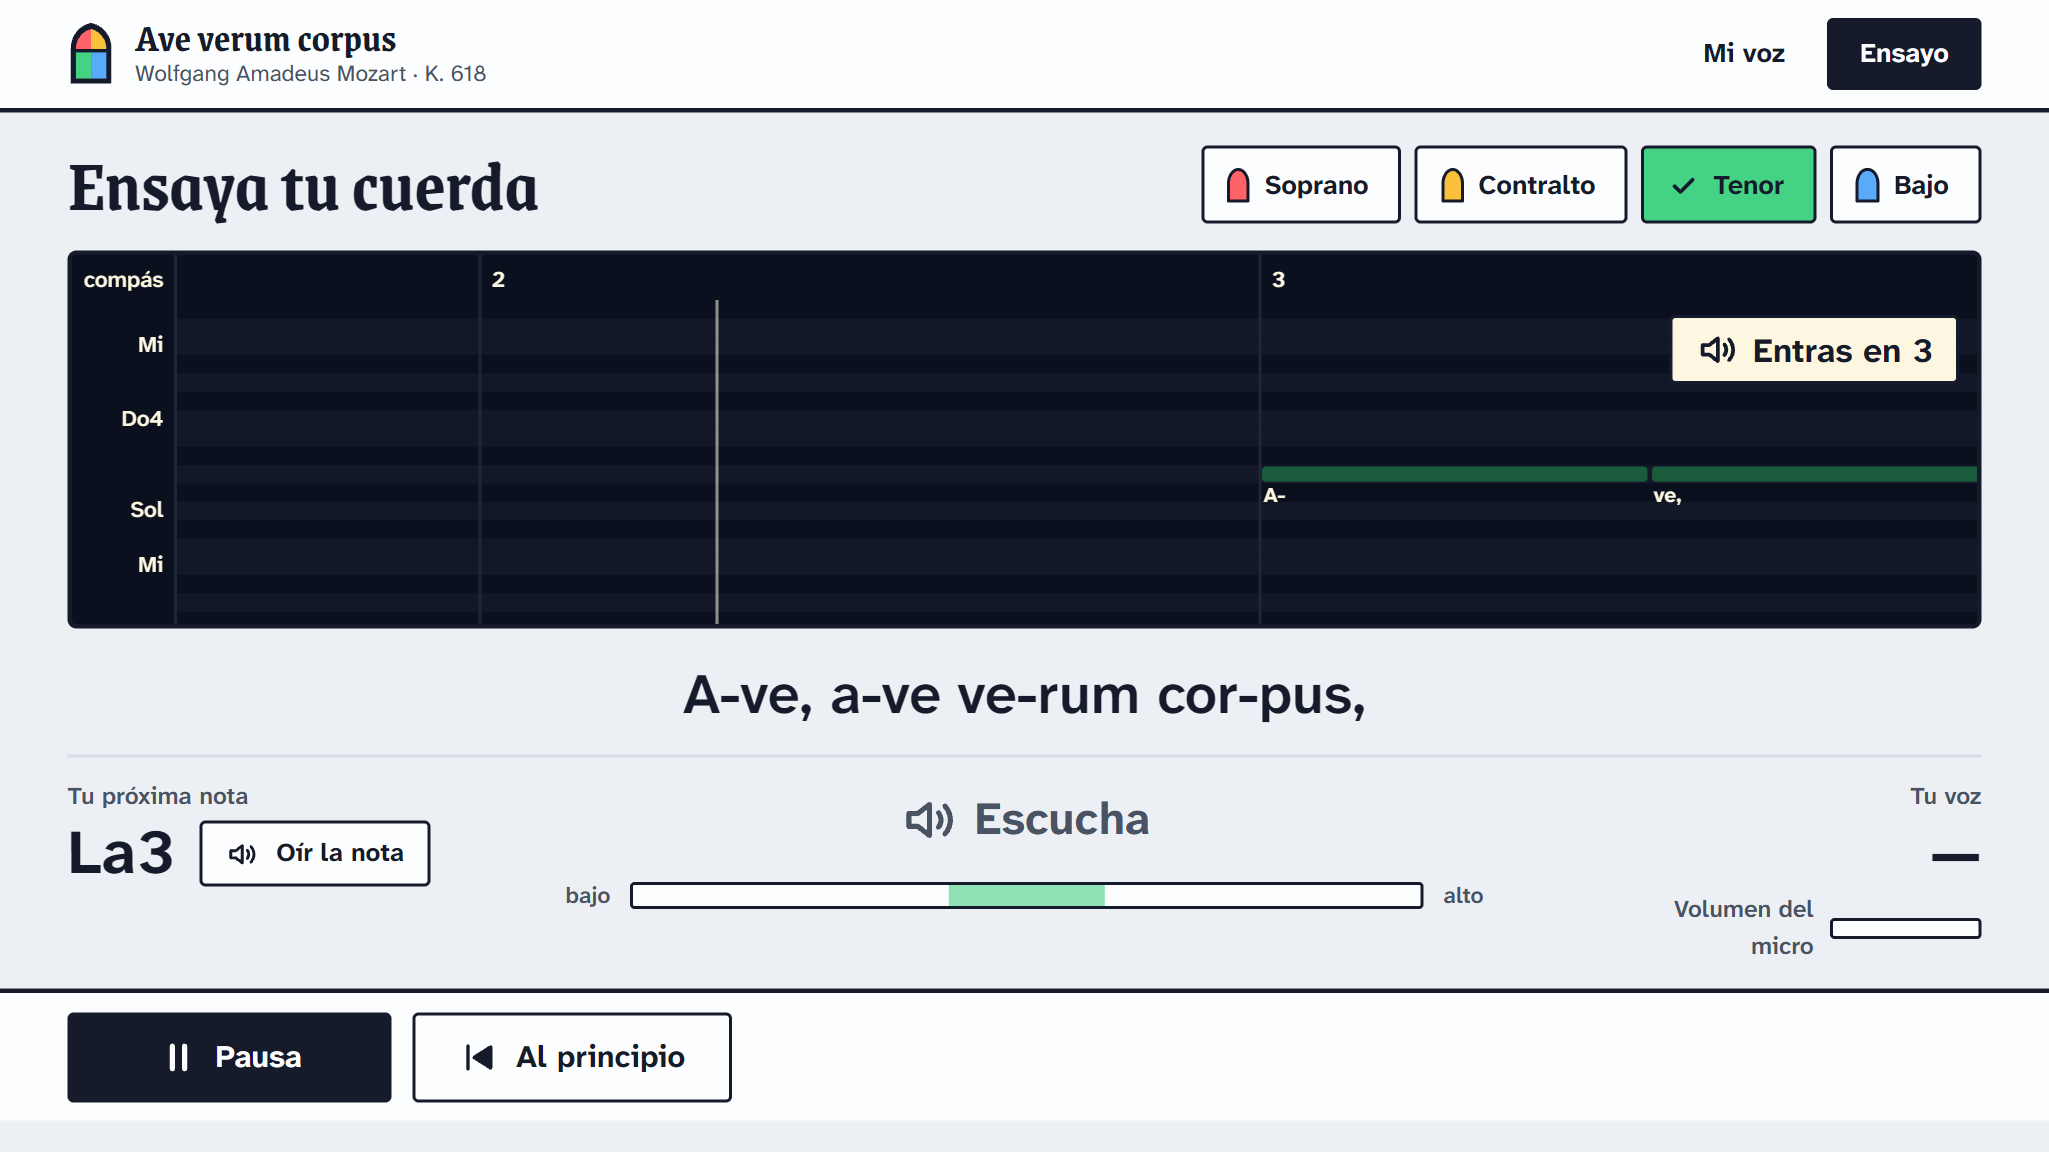 Ave verum corpus
Wolfgang Amadeus Mozart · K. 618
Mi voz
Ensayo
Ensaya tu cuerda
Soprano
Contralto
Tenor
Bajo
compás
2
3
Mi
Entras en 3
Do4
A-
ve,
Sol
Mi
A-ve, a-ve ve-rum cor-pus,
Tu próxima nota
La3
Oír la nota
Escucha
bajo
alto
Tu voz
—
Volumen del
micro
Pausa
Al principio